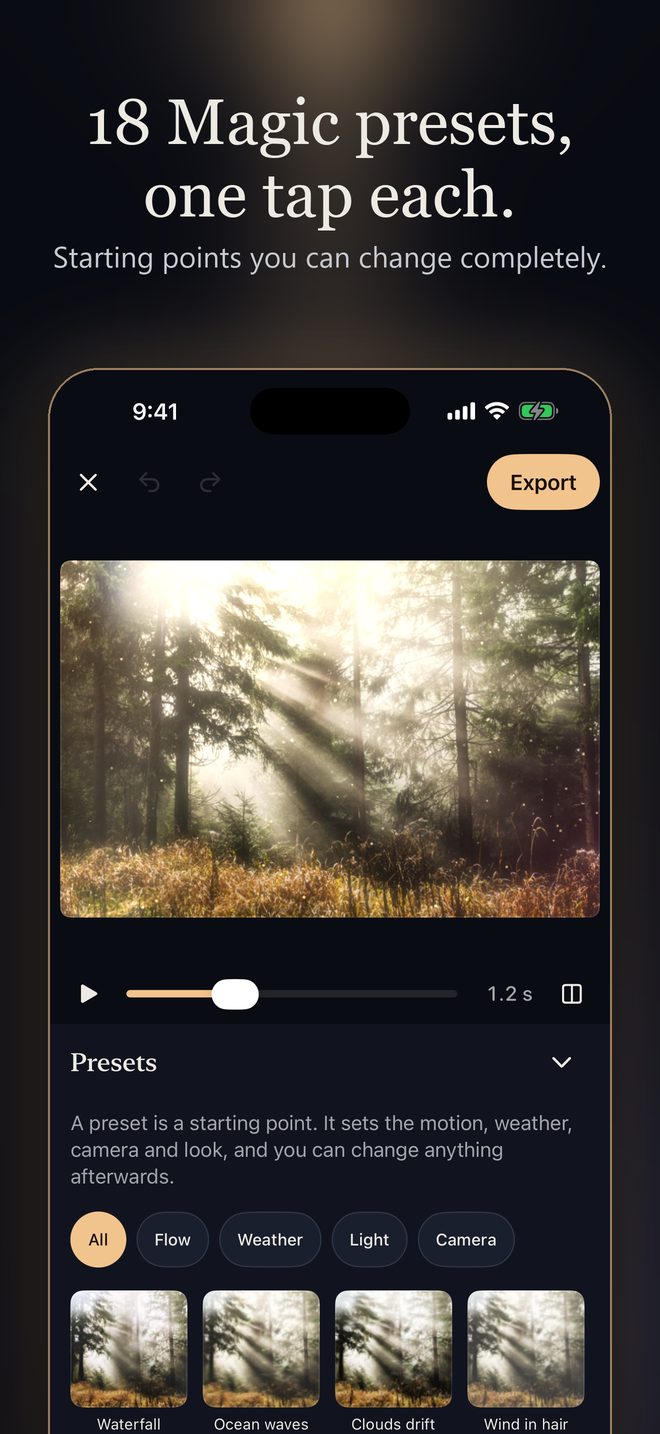 18 Magic presets,
one tap each.
Starting points you can change completely.
9:41
Export
1.2 s
Presets
A preset is a starting point. It sets the motion, weather,
camera and look, and you can change anything
afterwards.
All Flow Weather Light Camera
Waterfall Ocean waves Clouds drift Wind in hair